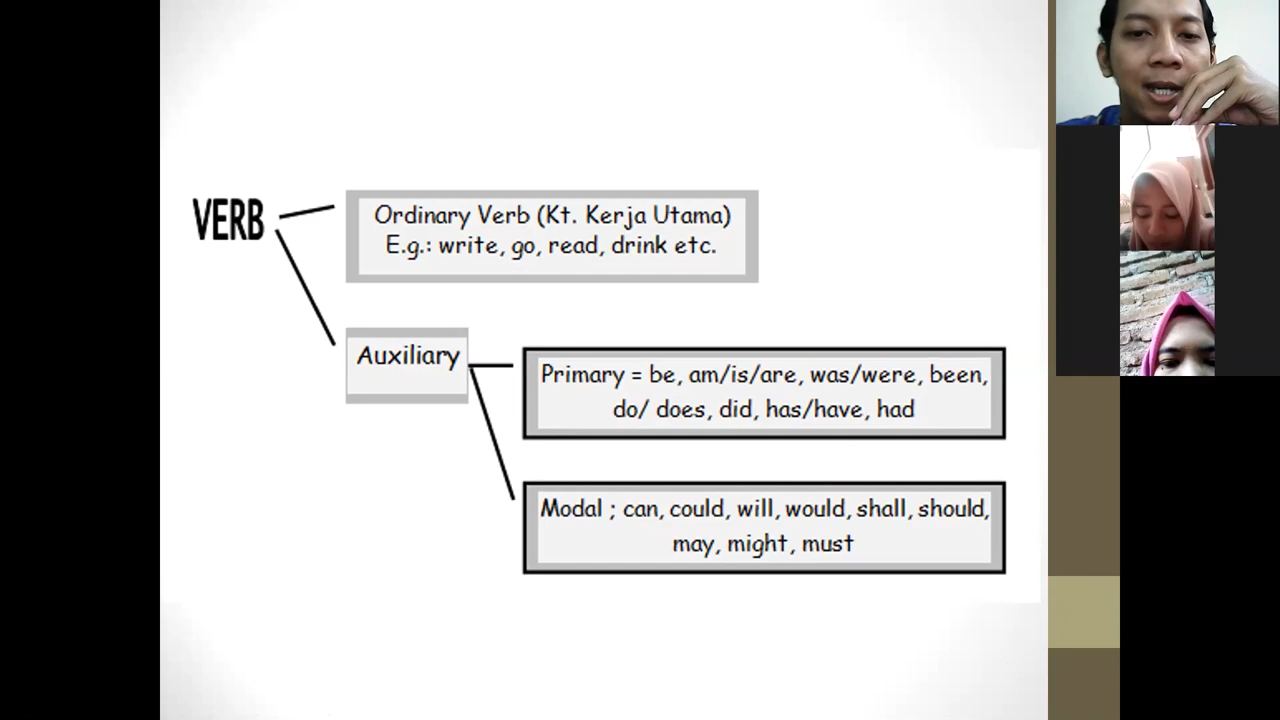 VERB
Ordinary Verb (Kt. Kerja Utama)
E.g.: write, go, read, drink etc.
Auxiliary
Primary = be, am/is/are, was/were, been,
do/ does, did, has/have, had
Modal ; can, could, will, would, shall, should,
may, might, must